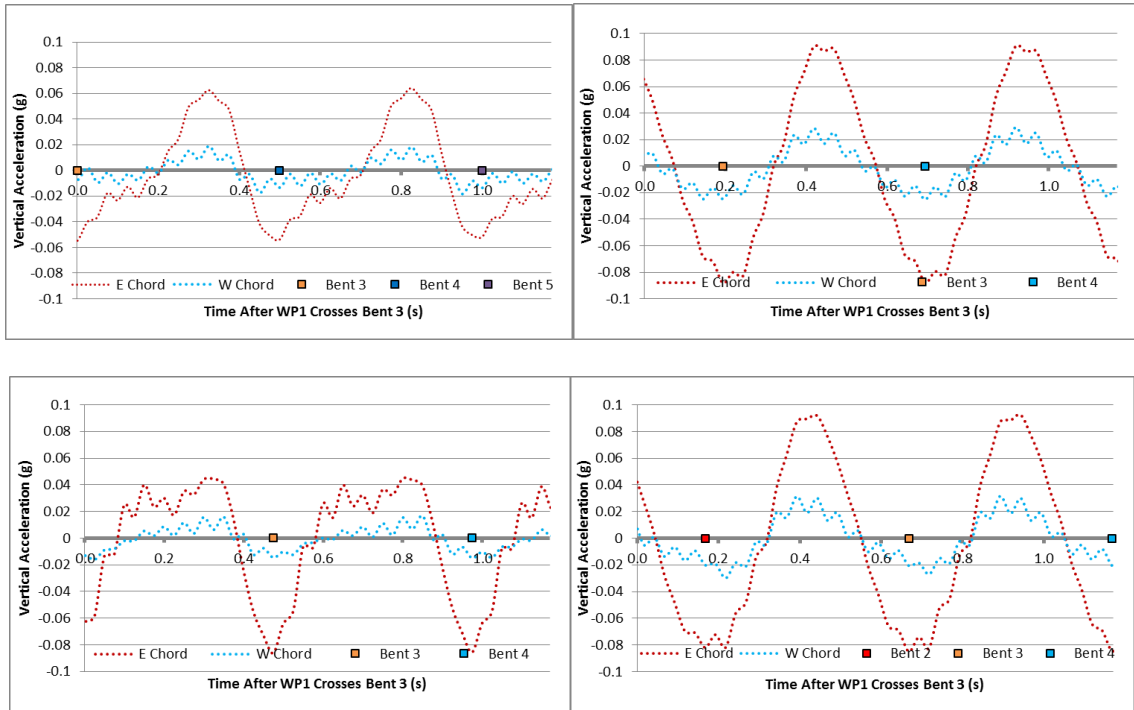 0.1
0.08
0.06
0.04
0.02
0
-0.02
-0.04
-0.06
-0.08
-0.1
Vertical Acceleration (g)
0.0 0.2 0.4 0.6 0.8 1.0
E Chord W Chord Bent 3 Bent 4 Bent 5
Time After WP1 Crosses Bent 3 (s)
0.1
0.08
0.06
0.04
0.02
0
-0.02
-0.04
-0.06
-0.08
-0.1
Vertical Acceleration (g)
0.0 0.2 0.4 0.6 0.8 1.0
E Chord W Chord Bent 3 Bent 4
Time After WP1 Crosses Bent 3 (s)
0.1
0.08
0.06
0.04
0.02
0
-0.02
-0.04
-0.06
-0.08
-0.1
Vertical Acceleration (g)
0.0 0.2 0.4 0.6 0.8 1.0
E Chord W Chord Bent 3 Bent 4
Time After WP1 Crosses Bent 3 (s)
0.1
0.08
0.06
0.04
0.02
0
-0.02
-0.04
-0.06
-0.08
-0.1
Vertical Acceleration (g)
0.0 0.2 0.4 0.6 0.8 1.0
E Chord W Chord Bent 2 Bent 3 Bent 4
Time After WP1 Crosses Bent 3 (s)